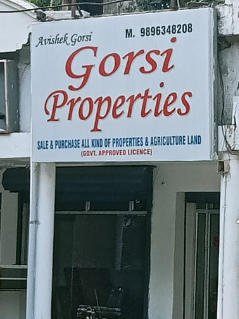 Avishek Gorsi M. 9896348208
Gorsi
Properties
SALE & PURCHASE ALL KIND OF PROPERTIES & AGRICULTURE LAND
(GOVT. APPROVED LICENCE)